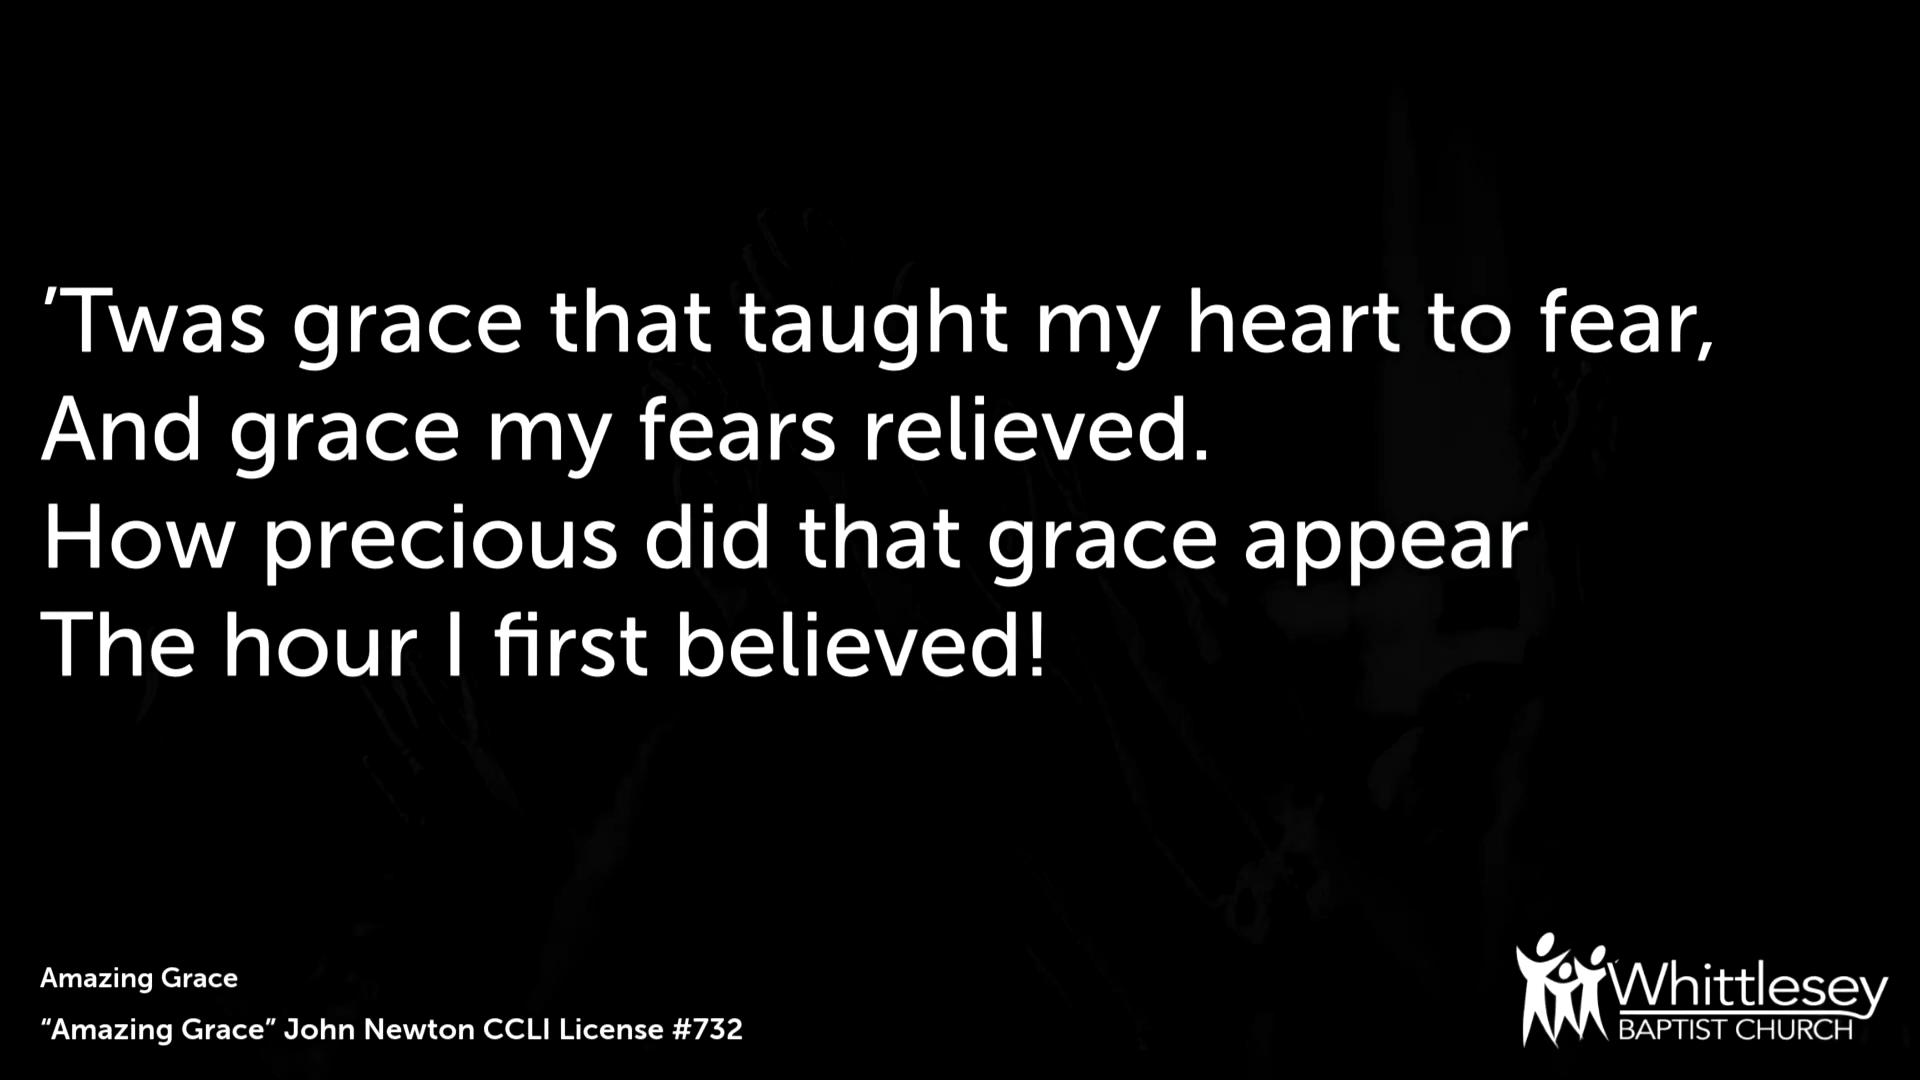 ’Twas grace that taught my heart to fear,
And grace my fears relieved.
How precious did that grace appear
The hour I first believed!
Amazing Grace
“Amazing Grace” John Newton CCLI License #732
Whittlesey
BAPTIST CHURCH